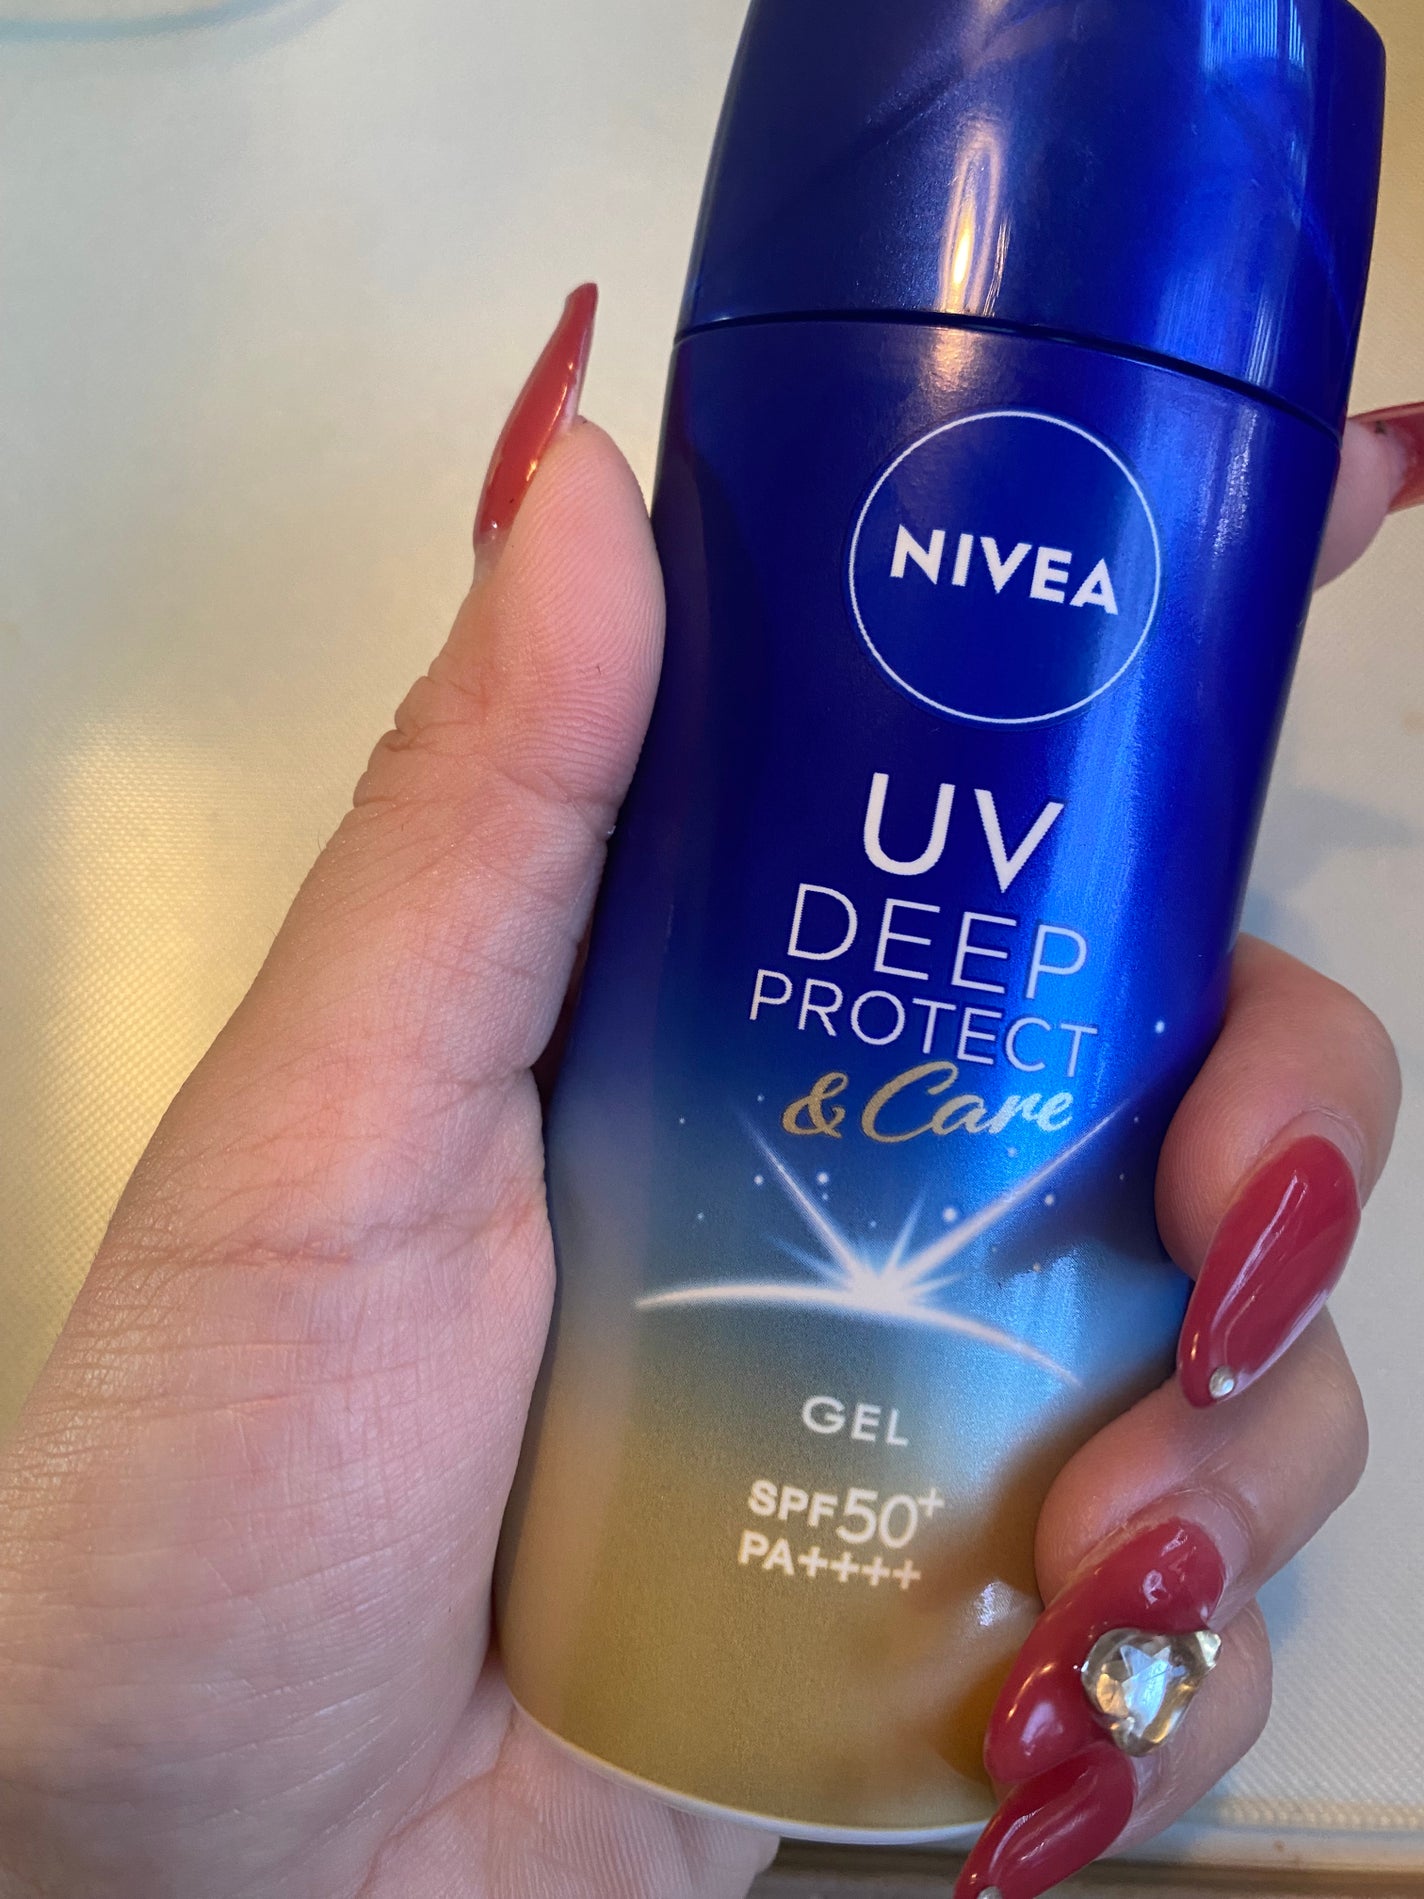 NIVEA
UV
DEEP
PROTECT
& Care
GEL
SPF50+
PA++++